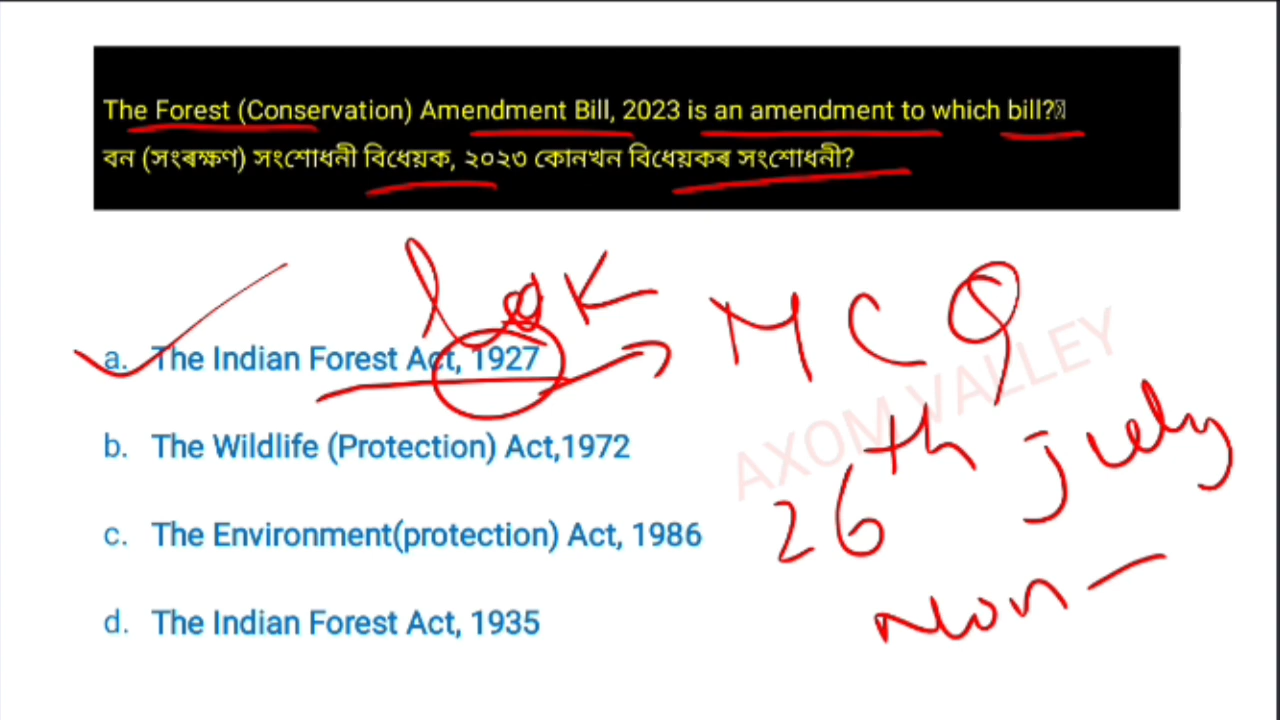 The Forest (Conservation) Amendment Bill, 2023 is an amendment to which bill?
বন (সংৰক্ষণ) সংশোধনী বিধেয়ক, ২০২৩ কোনখন বিধেয়কৰ সংশোধনী?
a. The Indian Forest Act, 1927
MCQ
b. The Wildlife (Protection) Act,1972
26th july
c. The Environment(protection) Act, 1986
Non -
d. The Indian Forest Act, 1935
AXOM VALLEY